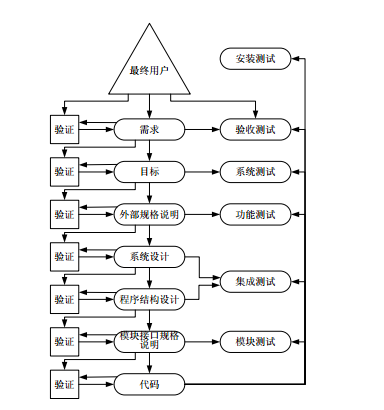 安装测试
最终用户
验证
需求
验收测试
验证
目标
系统测试
验证
外部规格说明
功能测试
验证
系统设计
集成测试
验证
程序结构设计
验证
模块接口规格
说明
模块测试
验证
代码